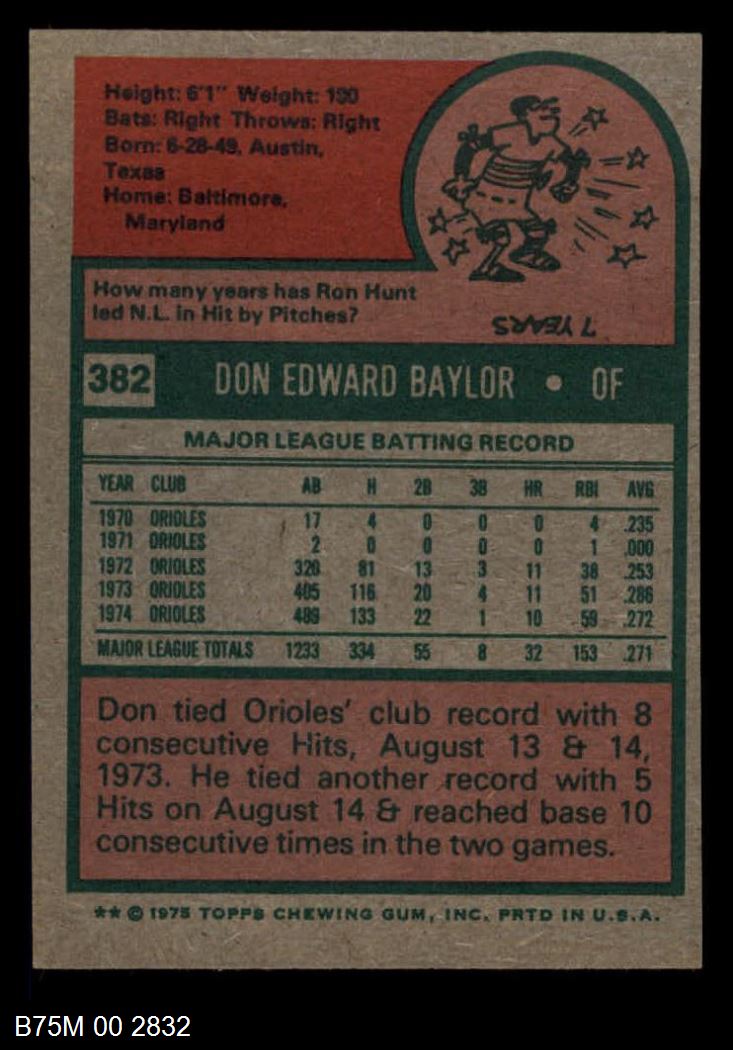 Height: 6'1" Weight: 190
Bats: Right Throws: Right
Born: 6-28-49, Austin,
Texas
Home: Baltimore,
Maryland
How many years has Ron Hunt
led N.L. in Hit by Pitches?
7 YEARS
382 DON EDWARD BAYLOR • OF
MAJOR LEAGUE BATTING RECORD
YEAR CLUB AB H 2B 3B HR RBI AVG
1970 ORIOLES 17 4 0 0 0 4 .235
1971 ORIOLES 2 0 0 0 0 1 .000
1972 ORIOLES 320 81 13 3 11 38 .253
1973 ORIOLES 405 116 20 4 11 51 .286
1974 ORIOLES 489 133 22 1 10 59 .272
MAJOR LEAGUE TOTALS 1233 334 55 8 32 153 .271
Don tied Orioles' club record with 8
consecutive Hits, August 13 & 14,
1973. He tied another record with 5
Hits on August 14 & reached base 10
consecutive times in the two games.
** © 1975 TOPPS CHEWING GUM, INC. PRTD IN U.S.A.
B75M 00 2832